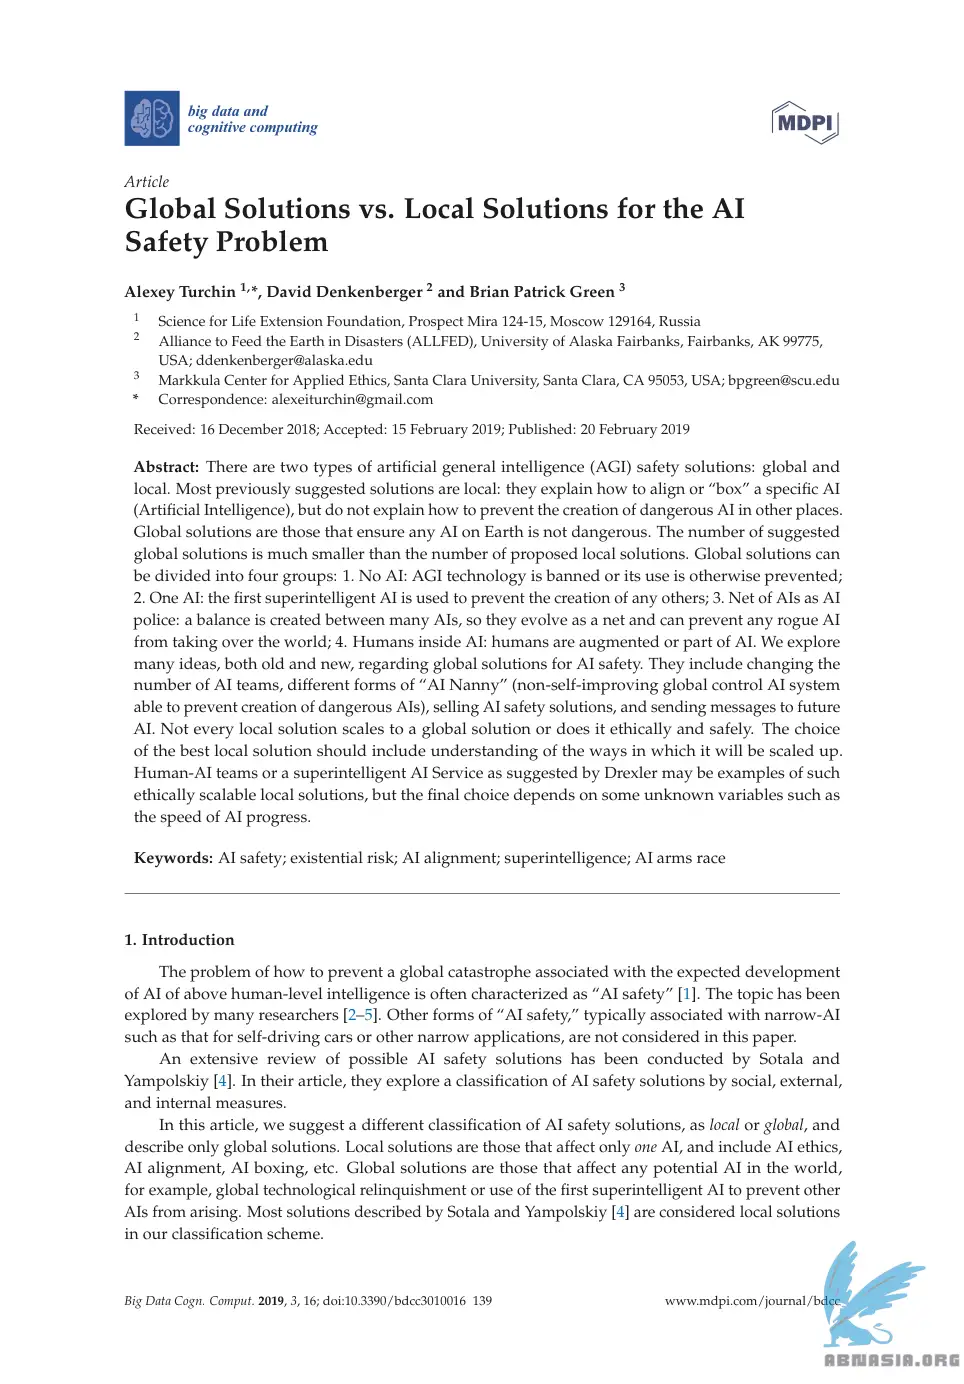 big data and
cognitive computing
MDPI
Article
Global Solutions vs. Local Solutions for the AI
Safety Problem
Alexey Turchin 1,*, David Denkenberger 2 and Brian Patrick Green 3
1 Science for Life Extension Foundation, Prospect Mira 124-15, Moscow 129164, Russia
2 Alliance to Feed the Earth in Disasters (ALLFED), University of Alaska Fairbanks, Fairbanks, AK 99775,
USA; ddenkenberger@alaska.edu
3 Markkula Center for Applied Ethics, Santa Clara University, Santa Clara, CA 95053, USA; bpgreen@scu.edu
* Correspondence: alexeiturchin@gmail.com
Received: 16 December 2018; Accepted: 15 February 2019; Published: 20 February 2019
Abstract: There are two types of artificial general intelligence (AGI) safety solutions: global and
local. Most previously suggested solutions are local: they explain how to align or “box” a specific AI
(Artificial Intelligence), but do not explain how to prevent the creation of dangerous AI in other places.
Global solutions are those that ensure any AI on Earth is not dangerous. The number of suggested
global solutions is much smaller than the number of proposed local solutions. Global solutions can
be divided into four groups: 1. No AI: AGI technology is banned or its use is otherwise prevented;
2. One AI: the first superintelligent AI is used to prevent the creation of any others; 3. Net of AIs as AI
police: a balance is created between many AIs, so they evolve as a net and can prevent any rogue AI
from taking over the world; 4. Humans inside AI: humans are augmented or part of AI. We explore
many ideas, both old and new, regarding global solutions for AI safety. They include changing the
number of AI teams, different forms of “AI Nanny” (non-self-improving global control AI system
able to prevent creation of dangerous AIs), selling AI safety solutions, and sending messages to future
AI. Not every local solution scales to a global solution or does it ethically and safely. The choice
of the best local solution should include understanding of the ways in which it will be scaled up.
Human-AI teams or a superintelligent AI Service as suggested by Drexler may be examples of such
ethically scalable local solutions, but the final choice depends on some unknown variables such as
the speed of AI progress.
Keywords: AI safety; existential risk; AI alignment; superintelligence; AI arms race
1. Introduction
The problem of how to prevent a global catastrophe associated with the expected development
of AI of above human-level intelligence is often characterized as “AI safety” [1]. The topic has been
explored by many researchers [2–5]. Other forms of “AI safety,” typically associated with narrow-AI
such as that for self-driving cars or other narrow applications, are not considered in this paper.
An extensive review of possible AI safety solutions has been conducted by Sotala and
Yampolskiy [4]. In their article, they explore a classification of AI safety solutions by social, external,
and internal measures.
In this article, we suggest a different classification of AI safety solutions, as local or global, and
describe only global solutions. Local solutions are those that affect only one AI, and include AI ethics,
AI alignment, AI boxing, etc. Global solutions are those that affect any potential AI in the world,
for example, global technological relinquishment or use of the first superintelligent AI to prevent other
AIs from arising. Most solutions described by Sotala and Yampolskiy [4] are considered local solutions
in our classification scheme.
Big Data Cogn. Comput. 2019, 3, 16; doi:10.3390/bdcc3010016 139 www.mdpi.com/journal/bdcc
ABNASIA.ORG